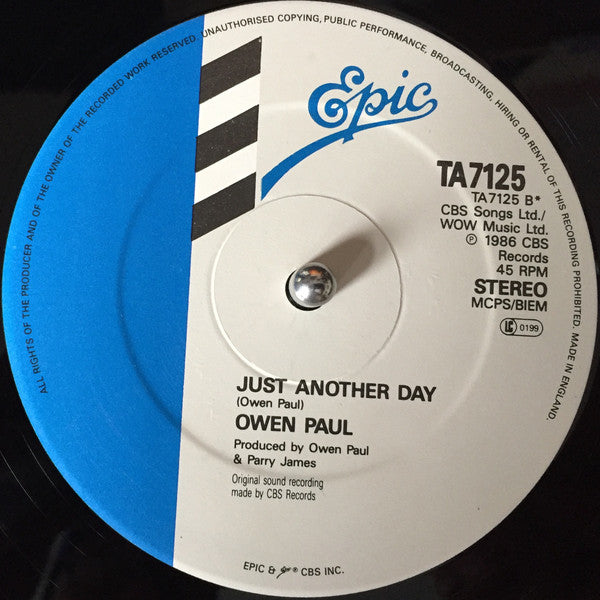 ALL RIGHTS OF THE PRODUCER AND OF THE OWNER OF THE RECORDED WORK RESERVED. UNAUTHORISED COPYING, PUBLIC PERFORMANCE, BROADCASTING, HIRING OR RENTAL OF THIS RECORDING PROHIBITED. MADE IN ENGLAND.
Epic
TA7125
TA7125 B*
CBS Songs Ltd./
WOW Music Ltd.
℗ 1986 CBS
Records
45 RPM
STEREO
MCPS/BIEM
LC 0199
JUST ANOTHER DAY
(Owen Paul)
OWEN PAUL
Produced by Owen Paul
& Parry James
Original sound recording
made by CBS Records
EPIC & Epic ® CBS INC.